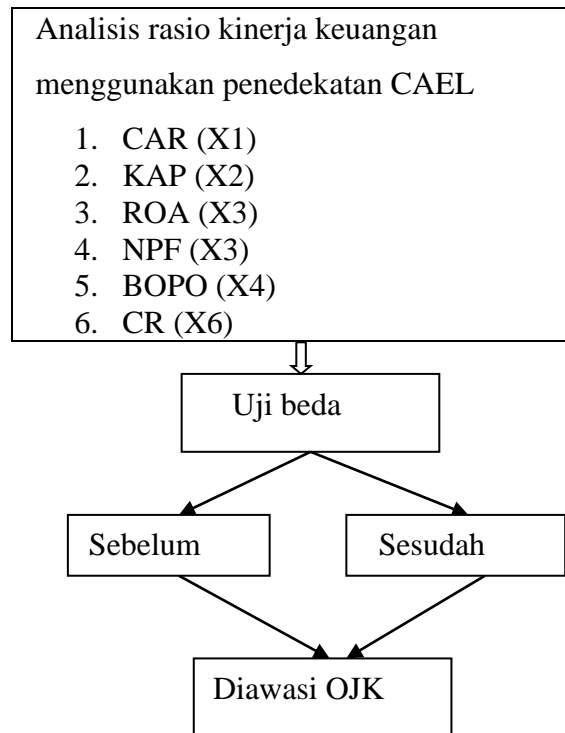 Analisis rasio kinerja keuangan
menggunakan penedekatan CAEL
1. CAR (X1)
2. KAP (X2)
3. ROA (X3)
4. NPF (X3)
5. BOPO (X4)
6. CR (X6)
Uji beda
Sebelum
Sesudah
Diawasi OJK